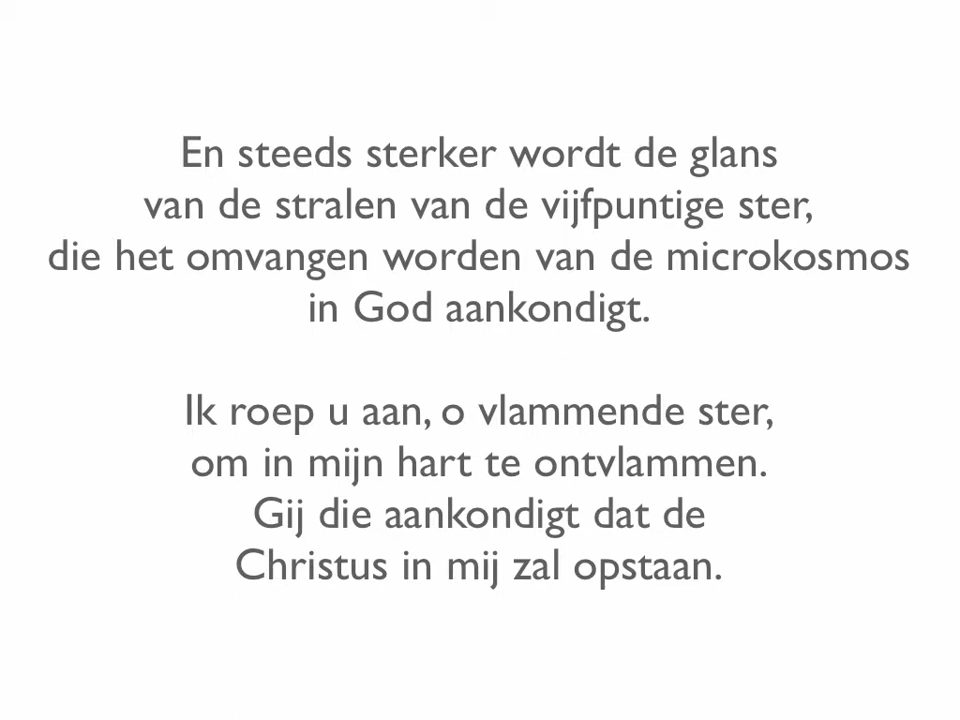 En steeds sterker wordt de glans
van de stralen van de vijfpuntige ster,
die het omvangen worden van de microkosmos
in God aankondigt.
Ik roep u aan, o vlammende ster,
om in mijn hart te ontvlammen.
Gij die aankondigt dat de
Christus in mij zal opstaan.